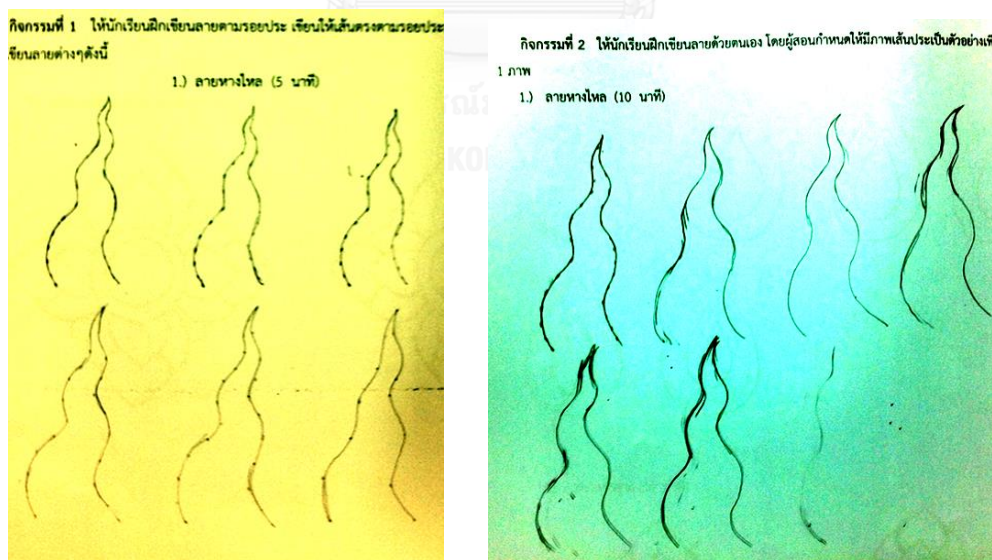 กิจกรรมที่ 1 ให้นักเรียนฝึกเขียนลายตามรอยประ เขียนให้เส้นตรงตามรอยประ
เขียนลายต่างๆดังนี้
1.) ลายหางไหล (5 นาที)
กิจกรรมที่ 2 ให้นักเรียนฝึกเขียนลายด้วยตนเอง โดยผู้สอนกำหนดให้มีภาพเส้นประเป็นตัวอย่าง
1 ภาพ
1.) ลายหางไหล (10 นาที)